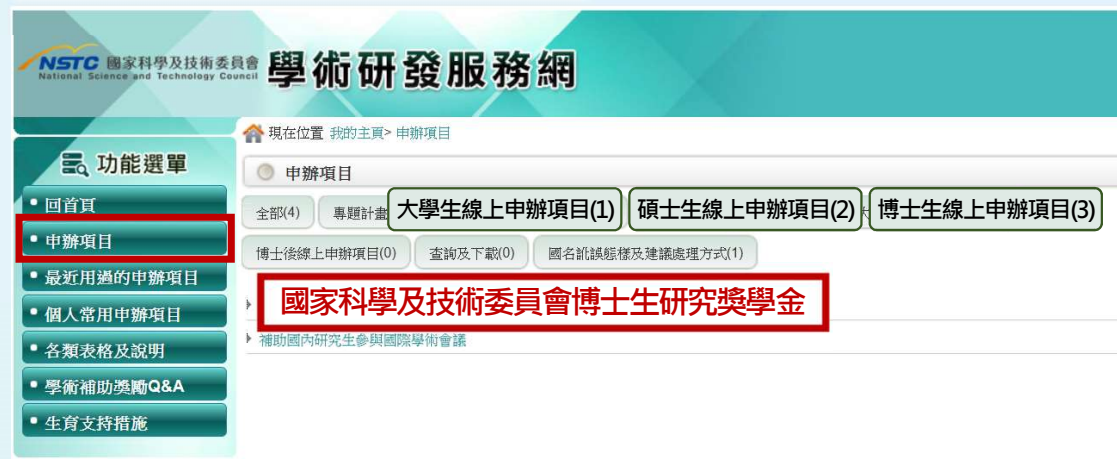 NSTC 國家科學及技術委員會
National Science and Technology Council
學術研發服務網
現在位置 我的主頁> 申辦項目
功能選單
回首頁
申辦項目
最近用過的申辦項目
個人常用申辦項目
各類表格及說明
學術補助獎勵Q&A
生育支持措施
申辦項目
全部(4) 專題計畫 大學生線上申辦項目(1) 碩士生線上申辦項目(2) 博士生線上申辦項目(3)
博士後線上申辦項目(0) 查詢及下載(0) 國名訛誤態樣及建議處理方式(1)
國家科學及技術委員會博士生研究獎學金
補助國內研究生參與國際學術會議